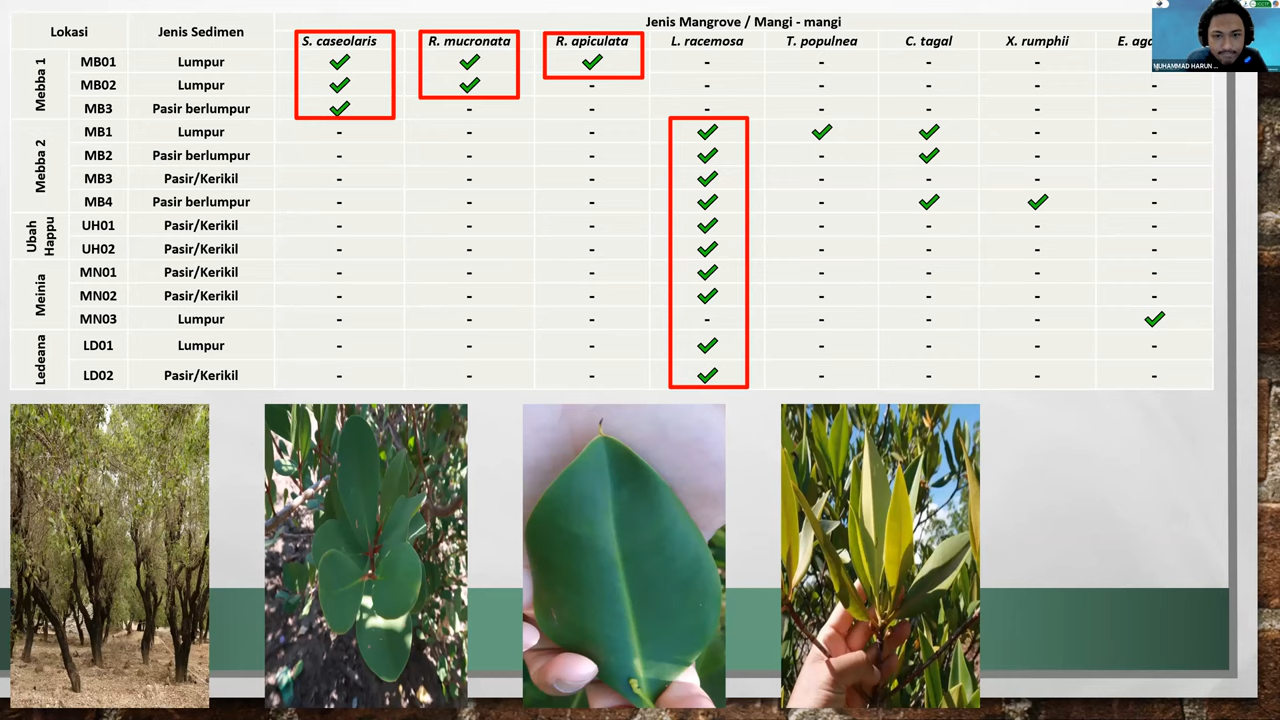 Lokasi Jenis Sedimen Jenis Mangrove / Mangi - mangi
S. caseolaris R. mucronata R. apiculata L. racemosa T. populnea C. tagal X. rumphii
Mebba 1
MB01 Lumpur - - - - -
MB02 Lumpur - - - - - -
MB3 Pasir berlumpur - - - - - - -
Mebba 2
MB1 Lumpur - - - - -
MB2 Pasir berlumpur - - - - - -
MB3 Pasir/Kerikil - - - - - - -
MB4 Pasir berlumpur - - - - -
Ubah Happu
UH01 Pasir/Kerikil - - - - - - -
UH02 Pasir/Kerikil - - - - - - -
Meinia
MN01 Pasir/Kerikil - - - - - - -
MN02 Pasir/Kerikil - - - - - - -
MN03 Lumpur - - - - - - -
Ledeana
LD01 Lumpur - - - - - - -
LD02 Pasir/Kerikil - - - - - - -
MUHAMMAD HARUN ...